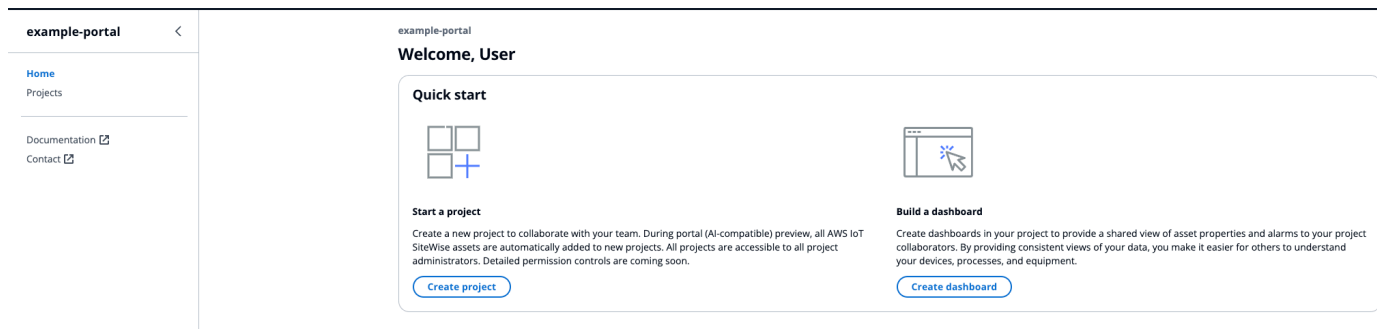 example-portal
Home
Projects
Documentation
Contact
example-portal
Welcome, User
Quick start
Start a project
Create a new project to collaborate with your team. During portal (AI-compatible) preview, all AWS IoT
SiteWise assets are automatically added to new projects. All projects are accessible to all project
administrators. Detailed permission controls are coming soon.
Create project
Build a dashboard
Create dashboards in your project to provide a shared view of asset properties and alarms to your project
collaborators. By providing consistent views of your data, you make it easier for others to understand
your devices, processes, and equipment.
Create dashboard